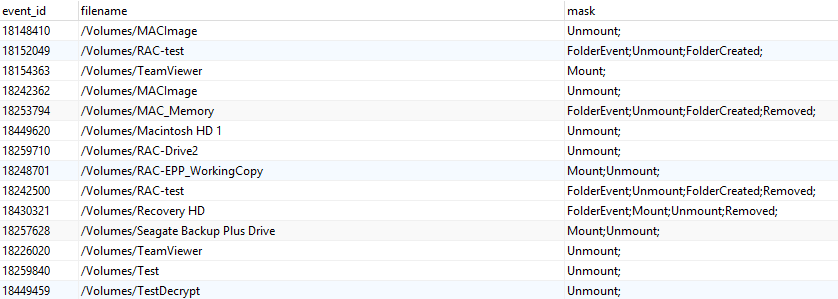 event_id filename mask
18148410 /Volumes/MACImage Unmount;
18152049 /Volumes/RAC-test FolderEvent;Unmount;FolderCreated;
18154363 /Volumes/TeamViewer Mount;
18242362 /Volumes/MACImage Unmount;
18253794 /Volumes/MAC_Memory FolderEvent;Unmount;FolderCreated;Removed;
18449620 /Volumes/Macintosh HD 1 Unmount;
18259710 /Volumes/RAC-Drive2 Unmount;
18248701 /Volumes/RAC-EPP_WorkingCopy Mount;Unmount;
18242500 /Volumes/RAC-test FolderEvent;Unmount;FolderCreated;Removed;
18430321 /Volumes/Recovery HD FolderEvent;Mount;Unmount;Removed;
18257628 /Volumes/Seagate Backup Plus Drive Mount;Unmount;
18226020 /Volumes/TeamViewer Unmount;
18259840 /Volumes/Test Unmount;
18449459 /Volumes/TestDecrypt Unmount;